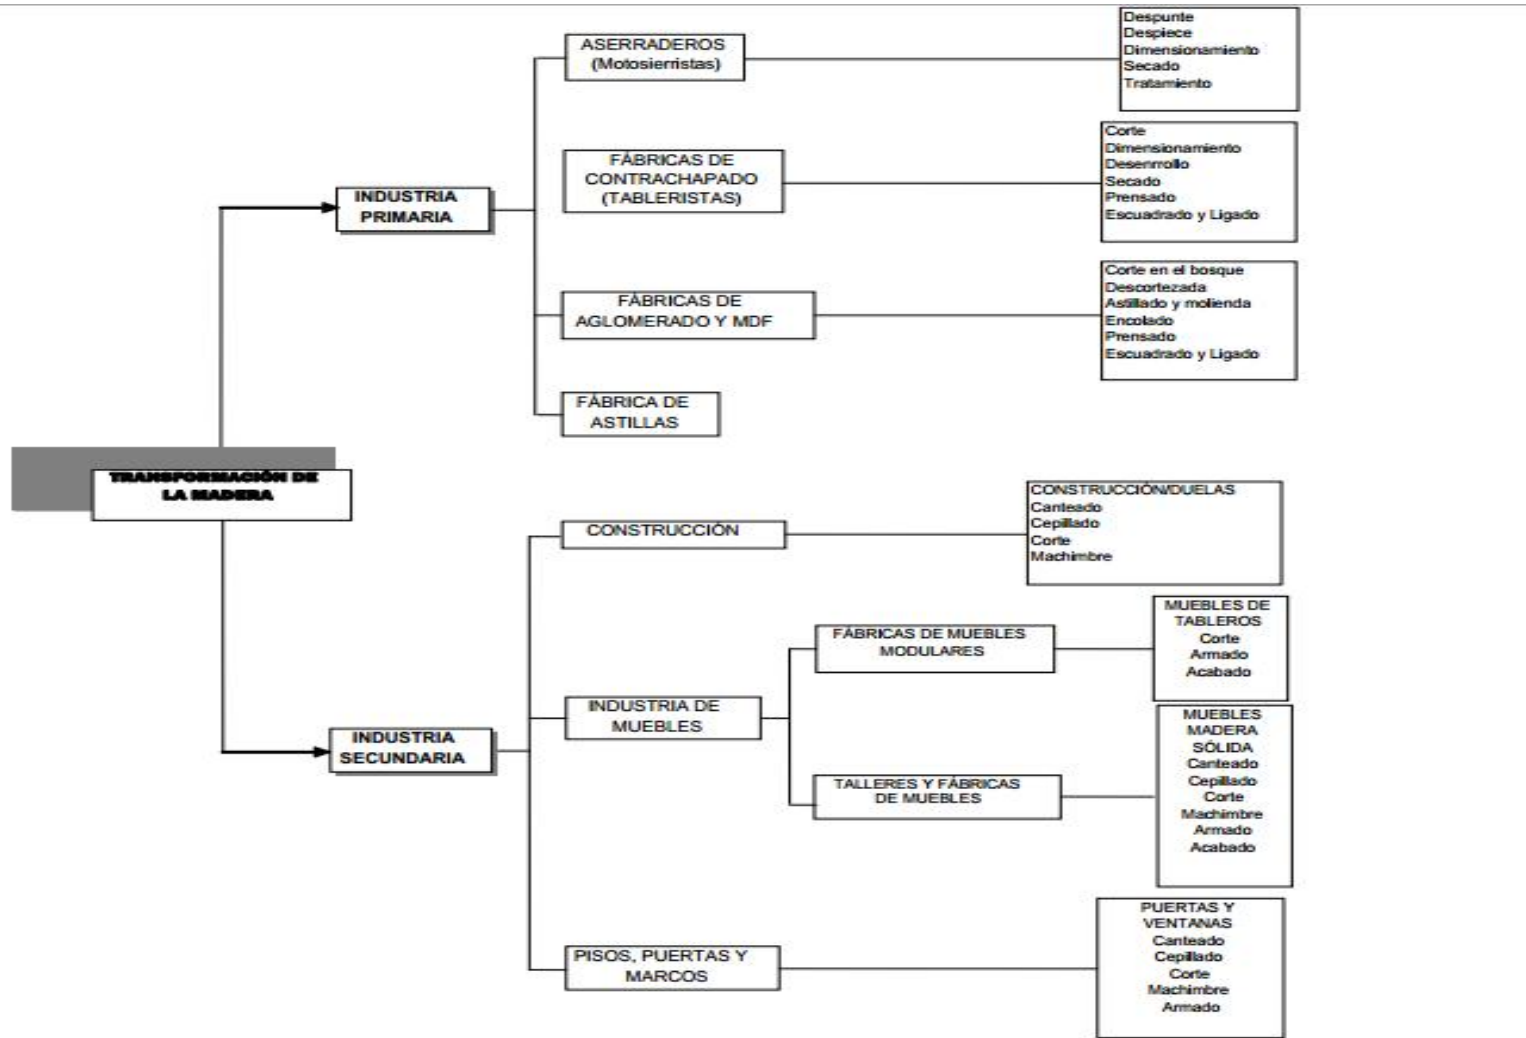 TRANSFORMACIÓN DE
LA MADERA
INDUSTRIA
PRIMARIA
ASERRADEROS
(Motosierristas)
Despunte
Despiece
Dimensionamiento
Secado
Tratamiento
FÁBRICAS DE
CONTRACHAPADO
(TABLERISTAS)
Corte
Dimensionamiento
Desenrrollo
Secado
Prensado
Escuadrado y Ligado
FÁBRICAS DE
AGLOMERADO Y MDF
Corte en el bosque
Descortezada
Astillado y molienda
Encolado
Prensado
Escuadrado y Ligado
FÁBRICA DE
ASTILLAS
INDUSTRIA
SECUNDARIA
CONSTRUCCIÓN
CONSTRUCCIÓN/DUELAS
Canteado
Cepillado
Corte
Machimbre
INDUSTRIA DE
MUEBLES
FÁBRICAS DE MUEBLES
MODULARES
MUEBLES DE
TABLEROS
Corte
Armado
Acabado
TALLERES Y FÁBRICAS
DE MUEBLES
MUEBLES
MADERA
SÓLIDA
Canteado
Cepillado
Corte
Machimbre
Armado
Acabado
PISOS, PUERTAS Y
MARCOS
PUERTAS Y
VENTANAS
Canteado
Cepillado
Corte
Machimbre
Armado